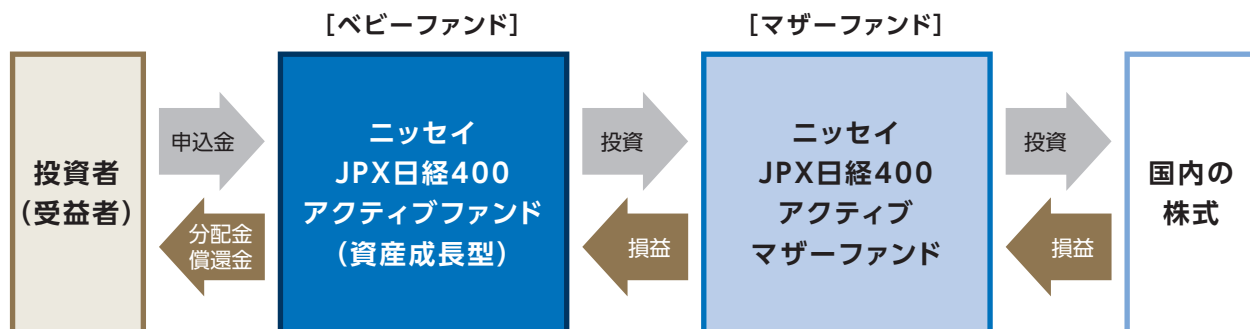 [ベビーファンド]
[マザーファンド]
投資者
(受益者)
申込金
分配金
償還金
ニッセイ
JPX日経400
アクティブファンド
(資産成長型)
投資
損益
ニッセイ
JPX日経400
アクティブ
マザーファンド
投資
損益
国内の
株式